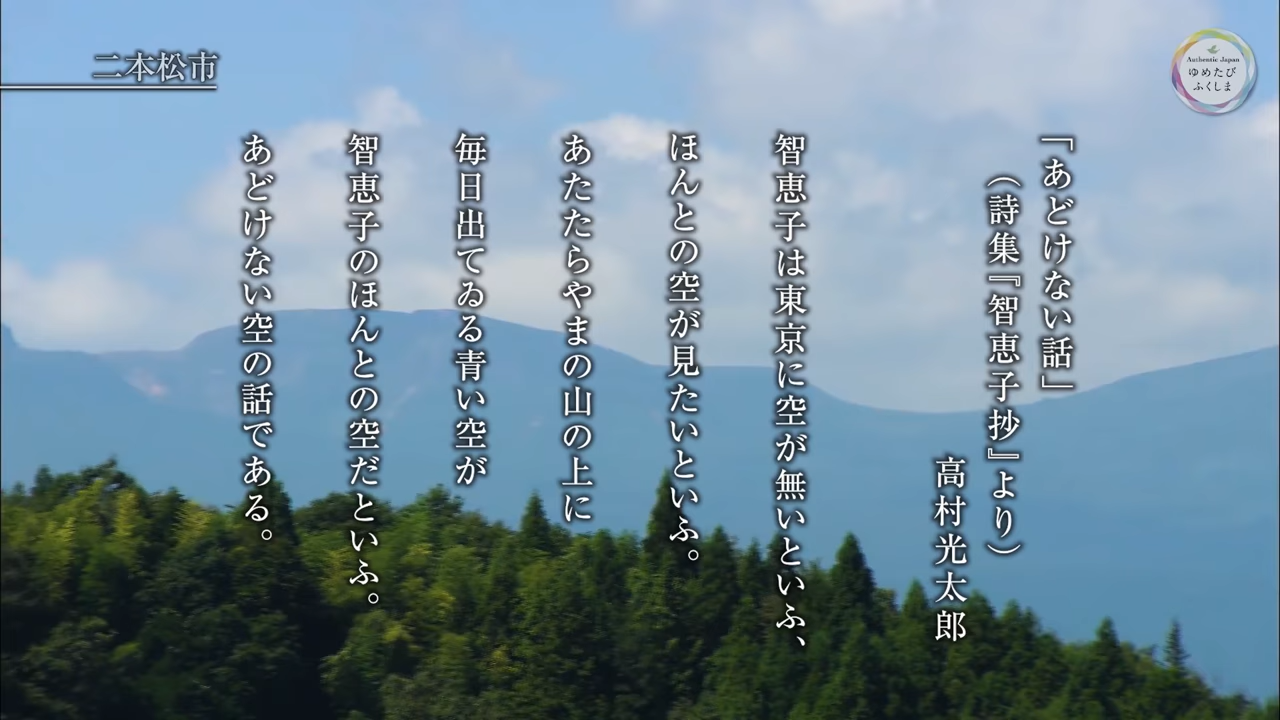 二本松市
Authentic Japan
ゆめたび
ふくしま
「あどけない話」
（詩集『智恵子抄』より）
高村光太郎
智恵子は東京に空が無いといふ、
ほんとの空が見たいといふ。
あたたらやまの山の上に
毎日出てゐる青い空が
智恵子のほんとの空だといふ。
あどけない空の話である。